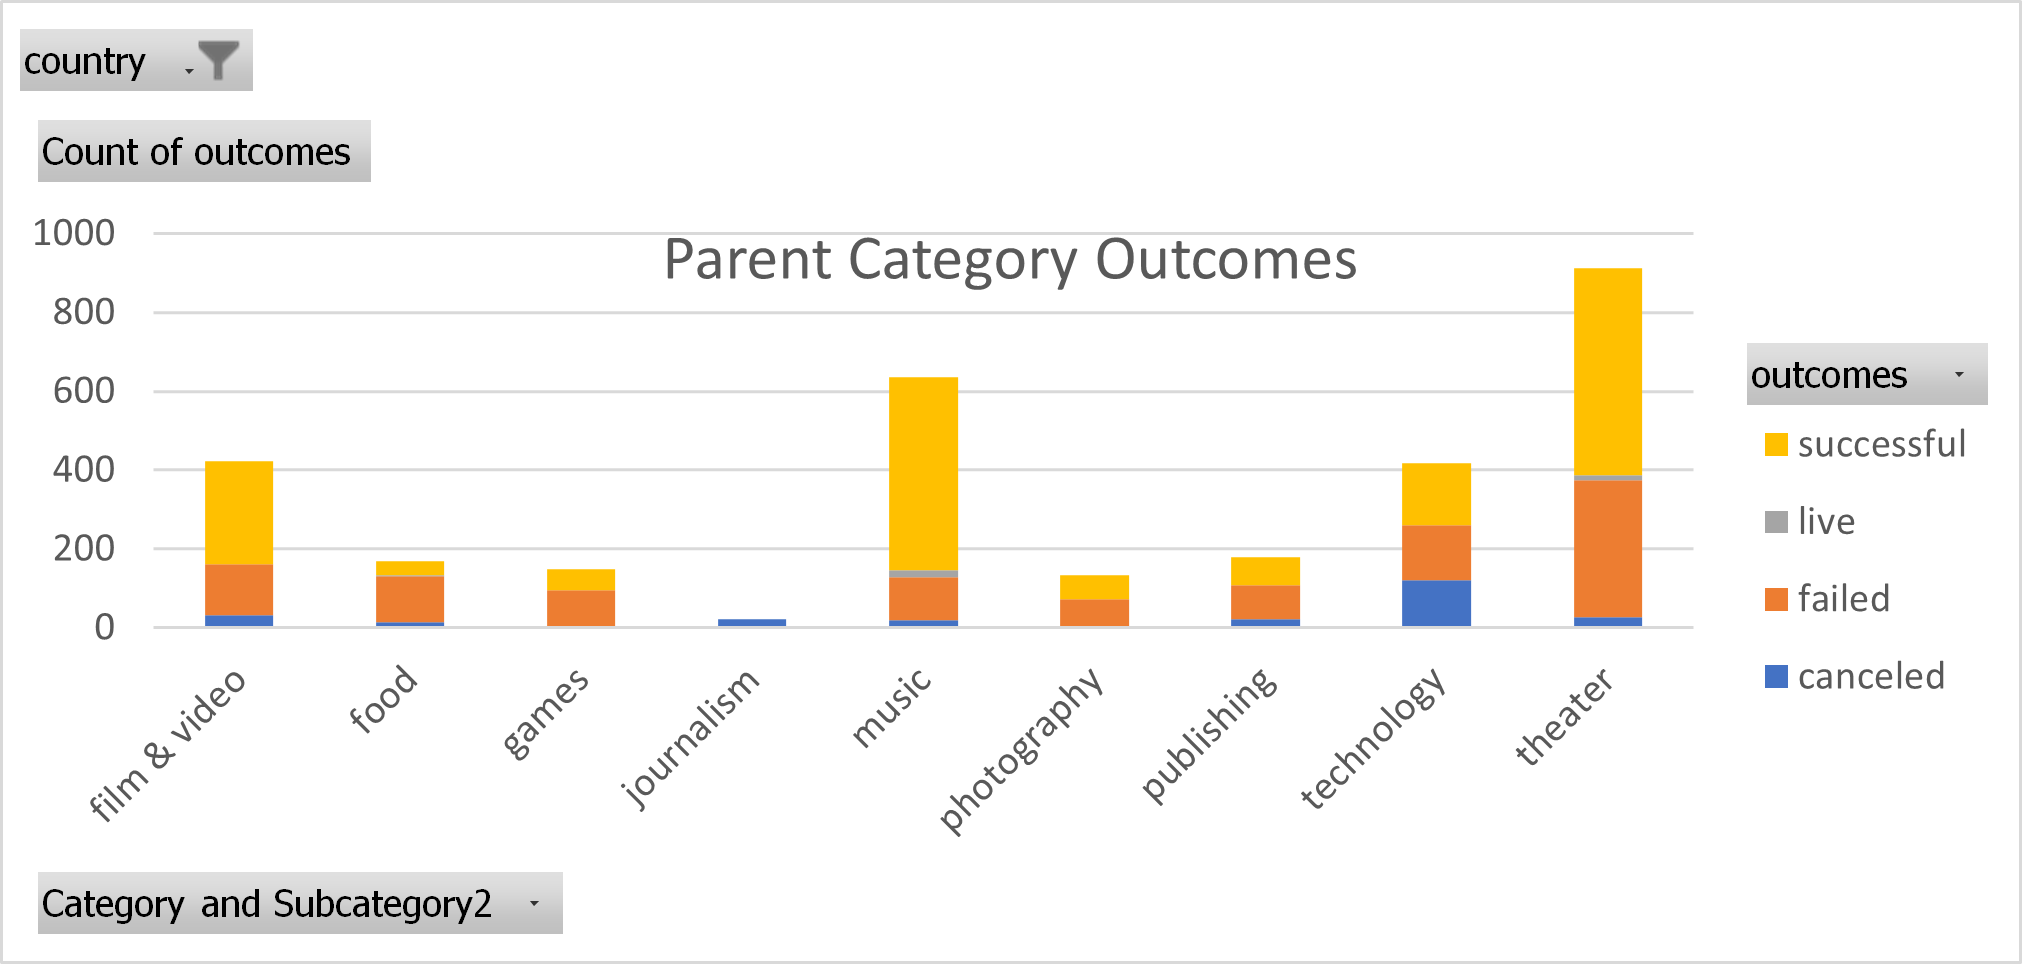 country
Count of outcomes
Parent Category Outcomes
1000
800
600
400
200
0
film & video
food
games
journalism
music
photography
publishing
technology
theater
outcomes
successful
live
failed
canceled
Category and Subcategory2